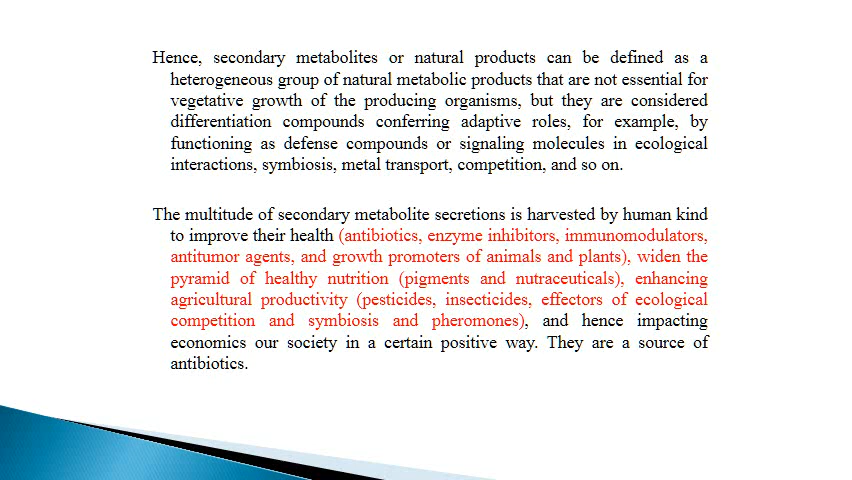 Hence, secondary metabolites or natural products can be defined as a
heterogeneous group of natural metabolic products that are not essential for
vegetative growth of the producing organisms, but they are considered
differentiation compounds conferring adaptive roles, for example, by
functioning as defense compounds or signaling molecules in ecological
interactions, symbiosis, metal transport, competition, and so on.
The multitude of secondary metabolite secretions is harvested by human kind
to improve their health (antibiotics, enzyme inhibitors, immunomodulators,
antitumor agents, and growth promoters of animals and plants), widen the
pyramid of healthy nutrition (pigments and nutraceuticals), enhancing
agricultural productivity (pesticides, insecticides, effectors of ecological
competition and symbiosis and pheromones), and hence impacting
economics our society in a certain positive way. They are a source of
antibiotics.